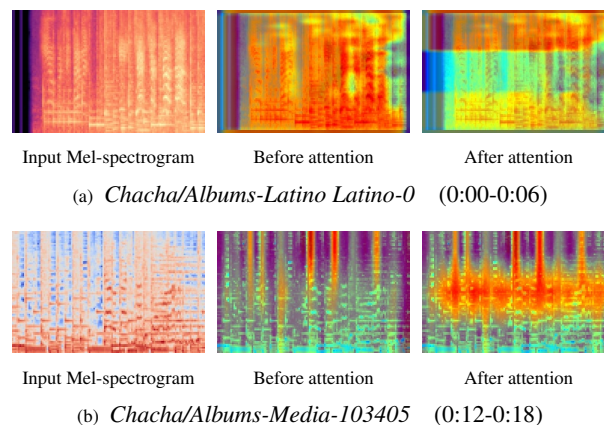 Input Mel-spectrogram Before attention After attention
(a) Chacha/Albums-Latino Latino-0 (0:00-0:06)
Input Mel-spectrogram Before attention After attention
(b) Chacha/Albums-Media-103405 (0:12-0:18)